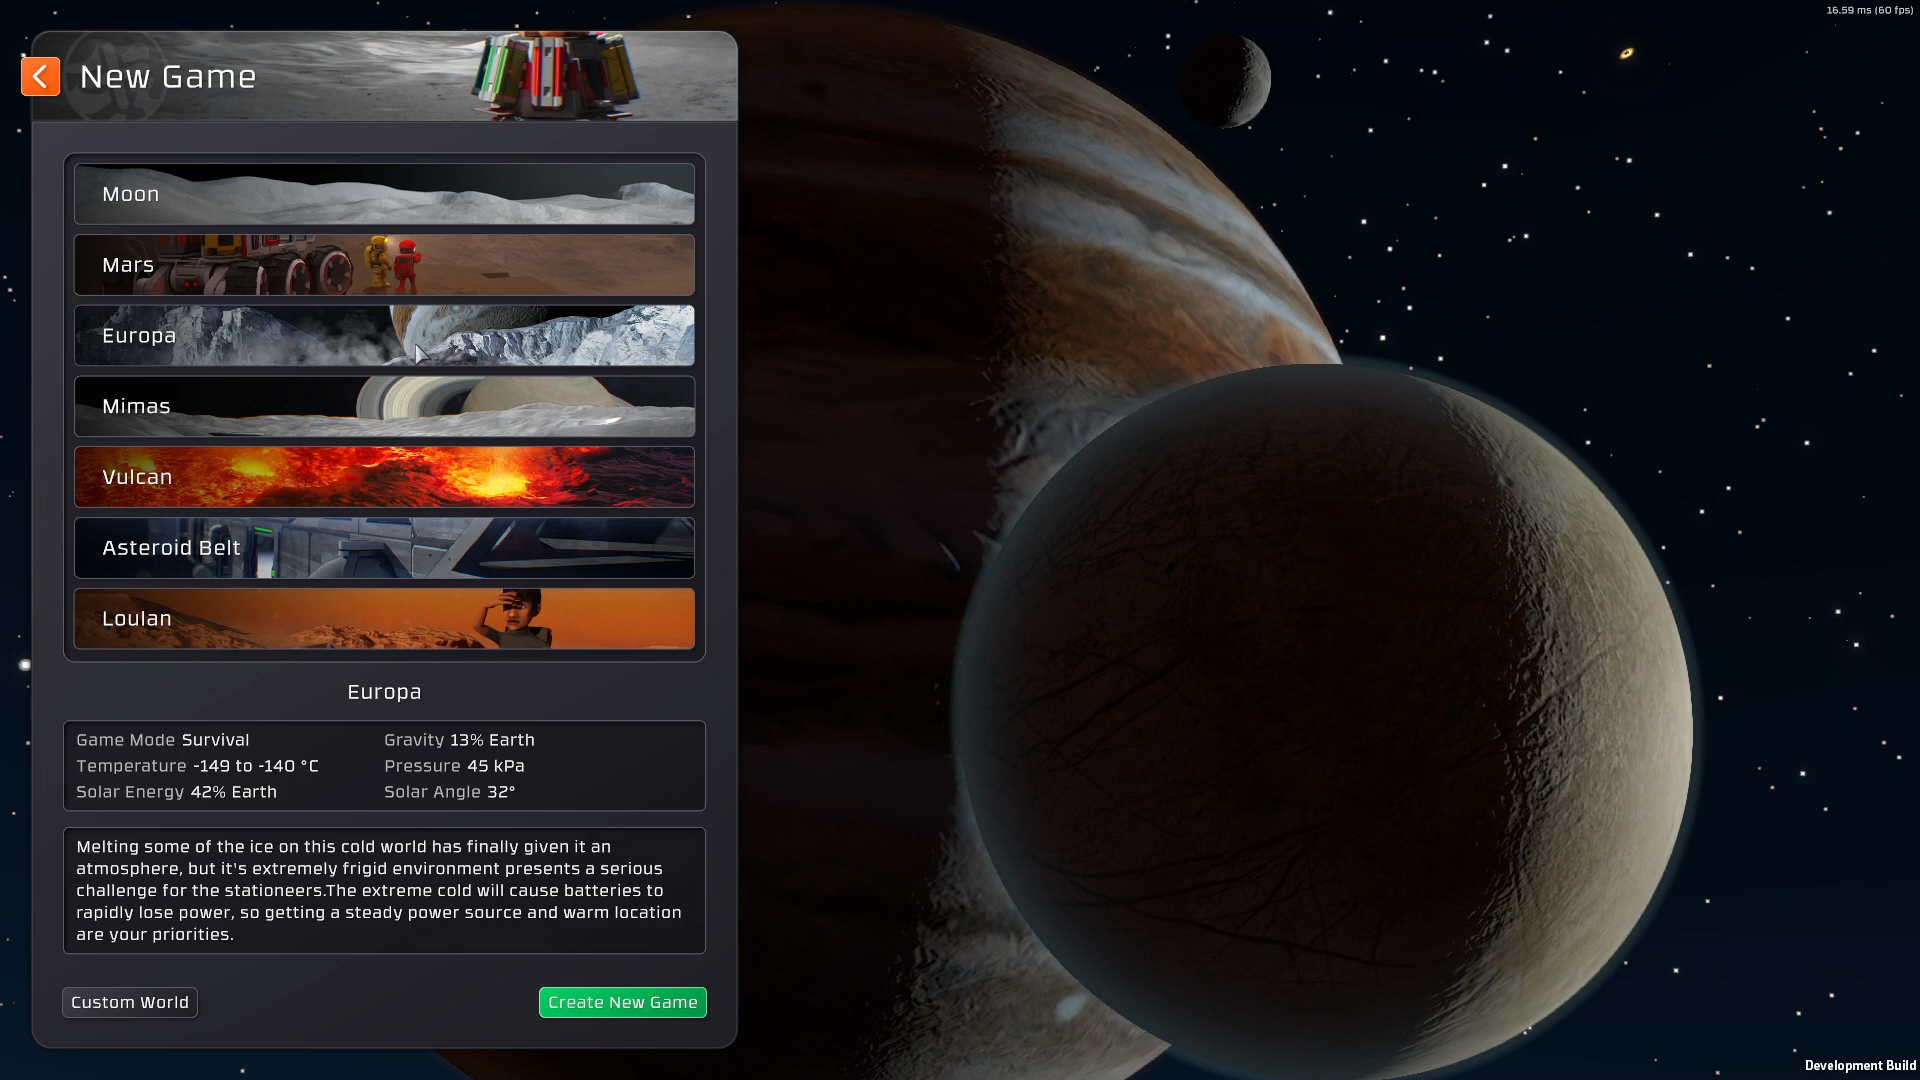 16.59 ms (60 fps)
New Game
Moon
Mars
Europa
Mimas
Vulcan
Asteroid Belt
Loulan
Europa
Game Mode Survival
Gravity 13% Earth
Temperature -149 to -140 °C
Pressure 45 kPa
Solar Energy 42% Earth
Solar Angle 32°
Melting some of the ice on this cold world has finally given it an
atmosphere, but it's extremely frigid environment presents a serious
challenge for the stationeers.The extreme cold will cause batteries to
rapidly lose power, so getting a steady power source and warm location
are your priorities.
Custom World
Create New Game
Development Build